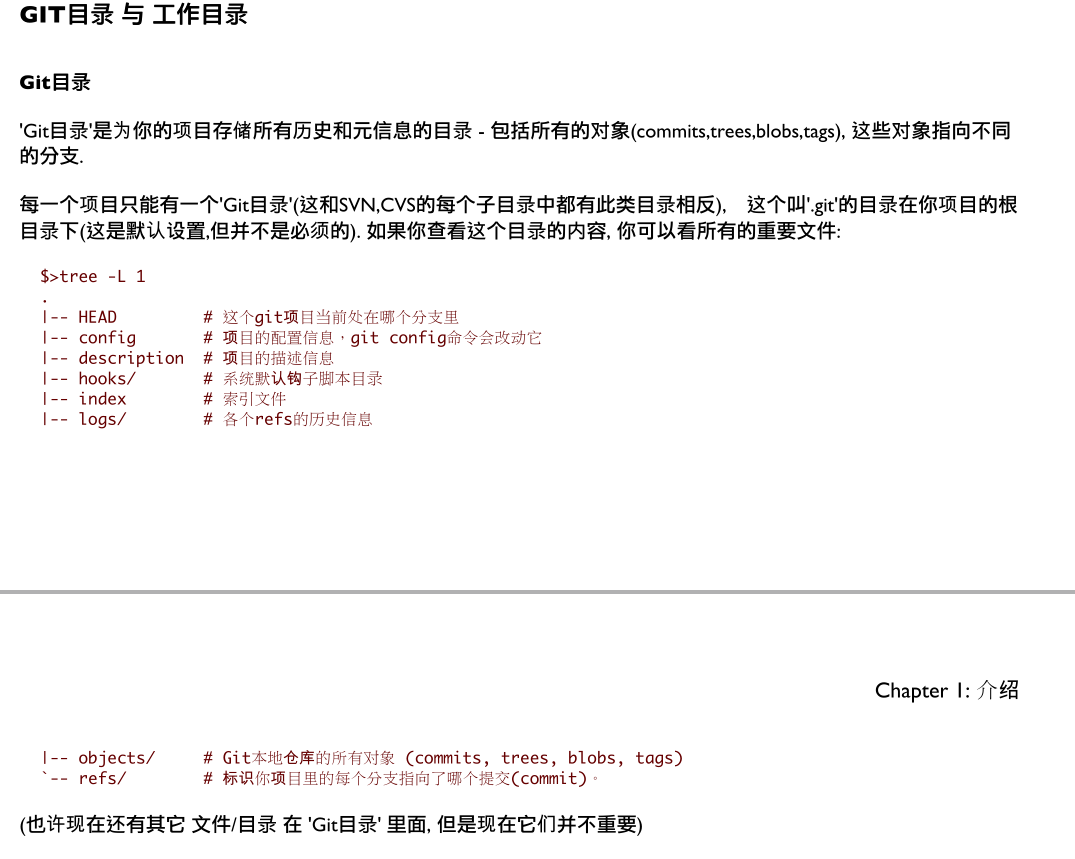 GIT目录 与 工作目录
Git目录
'Git目录'是为你的项目存储所有历史和元信息的目录 - 包括所有的对象(commits,trees,blobs,tags), 这些对象指向不同
的分支.
每一个项目只能有一个'Git目录'(这和SVN,CVS的每个子目录中都有此类目录相反),    这个叫'.git'的目录在你项目的根
目录下(这是默认设置,但并不是必须的). 如果你查看这个目录的内容, 你可以看所有的重要文件:
$>tree -L 1
.
|-- HEAD         # 这个git项目当前处在哪个分支里
|-- config       # 项目的配置信息，git config命令会改动它
|-- description  # 项目的描述信息
|-- hooks/       # 系统默认钩子脚本目录
|-- index        # 索引文件
|-- logs/        # 各个refs的历史信息
Chapter 1: 介绍
|-- objects/     # Git本地仓库的所有对象 (commits, trees, blobs, tags)
`-- refs/        # 标识你项目里的每个分支指向了哪个提交(commit)。
(也许现在还有其它 文件/目录 在 'Git目录' 里面, 但是现在它们并不重要)